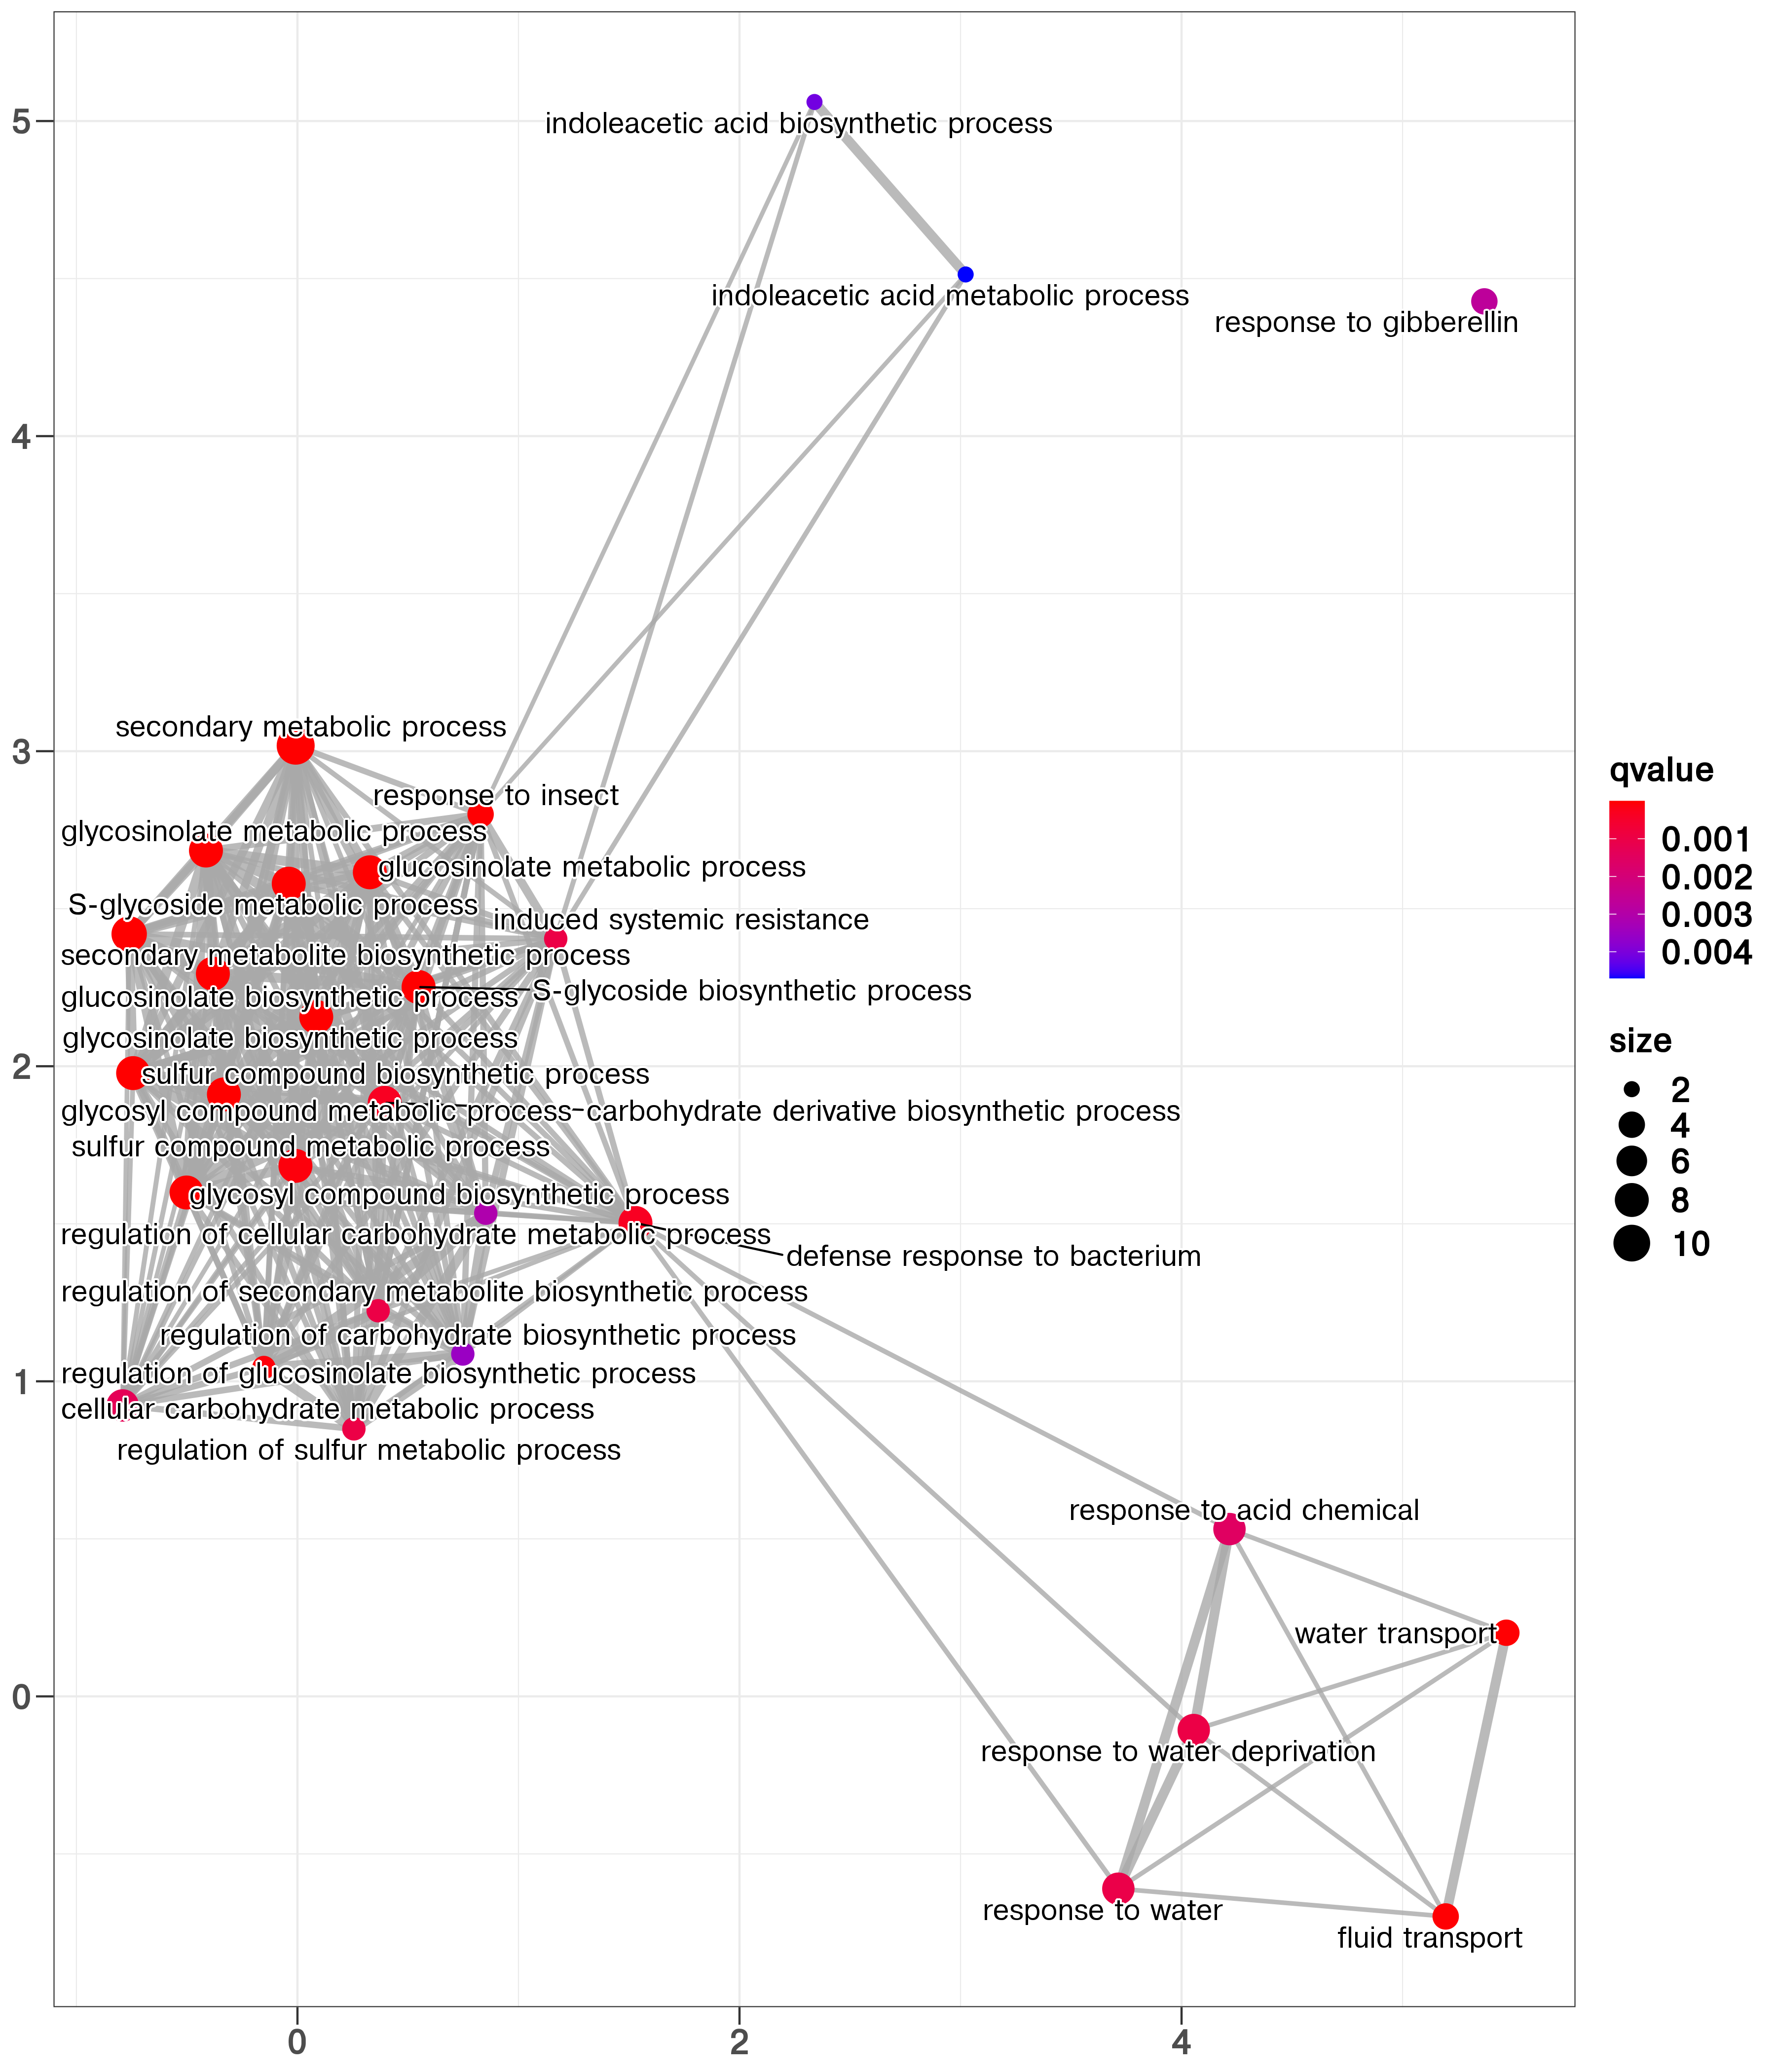 5
indoleacetic acid biosynthetic process
indoleacetic acid metabolic process
response to gibberellin
4
secondary metabolic process
3
response to insect
glycosinolate metabolic process
glucosinolate metabolic process
S-glycoside metabolic process
induced systemic resistance
secondary metabolite biosynthetic process
S-glycoside biosynthetic process
glucosinolate biosynthetic process
glycosinolate biosynthetic process
2
sulfur compound biosynthetic process
glycosyl compound metabolic process
carbohydrate derivative biosynthetic process
sulfur compound metabolic process
glycosyl compound biosynthetic process
regulation of cellular carbohydrate metabolic process
defense response to bacterium
regulation of secondary metabolite biosynthetic process
regulation of carbohydrate biosynthetic process
regulation of glucosinolate biosynthetic process
1
cellular carbohydrate metabolic process
regulation of sulfur metabolic process
response to acid chemical
water transport
0
response to water deprivation
response to water
fluid transport
0 2 4
qvalue
0.001
0.002
0.003
0.004
size
2
4
6
8
10